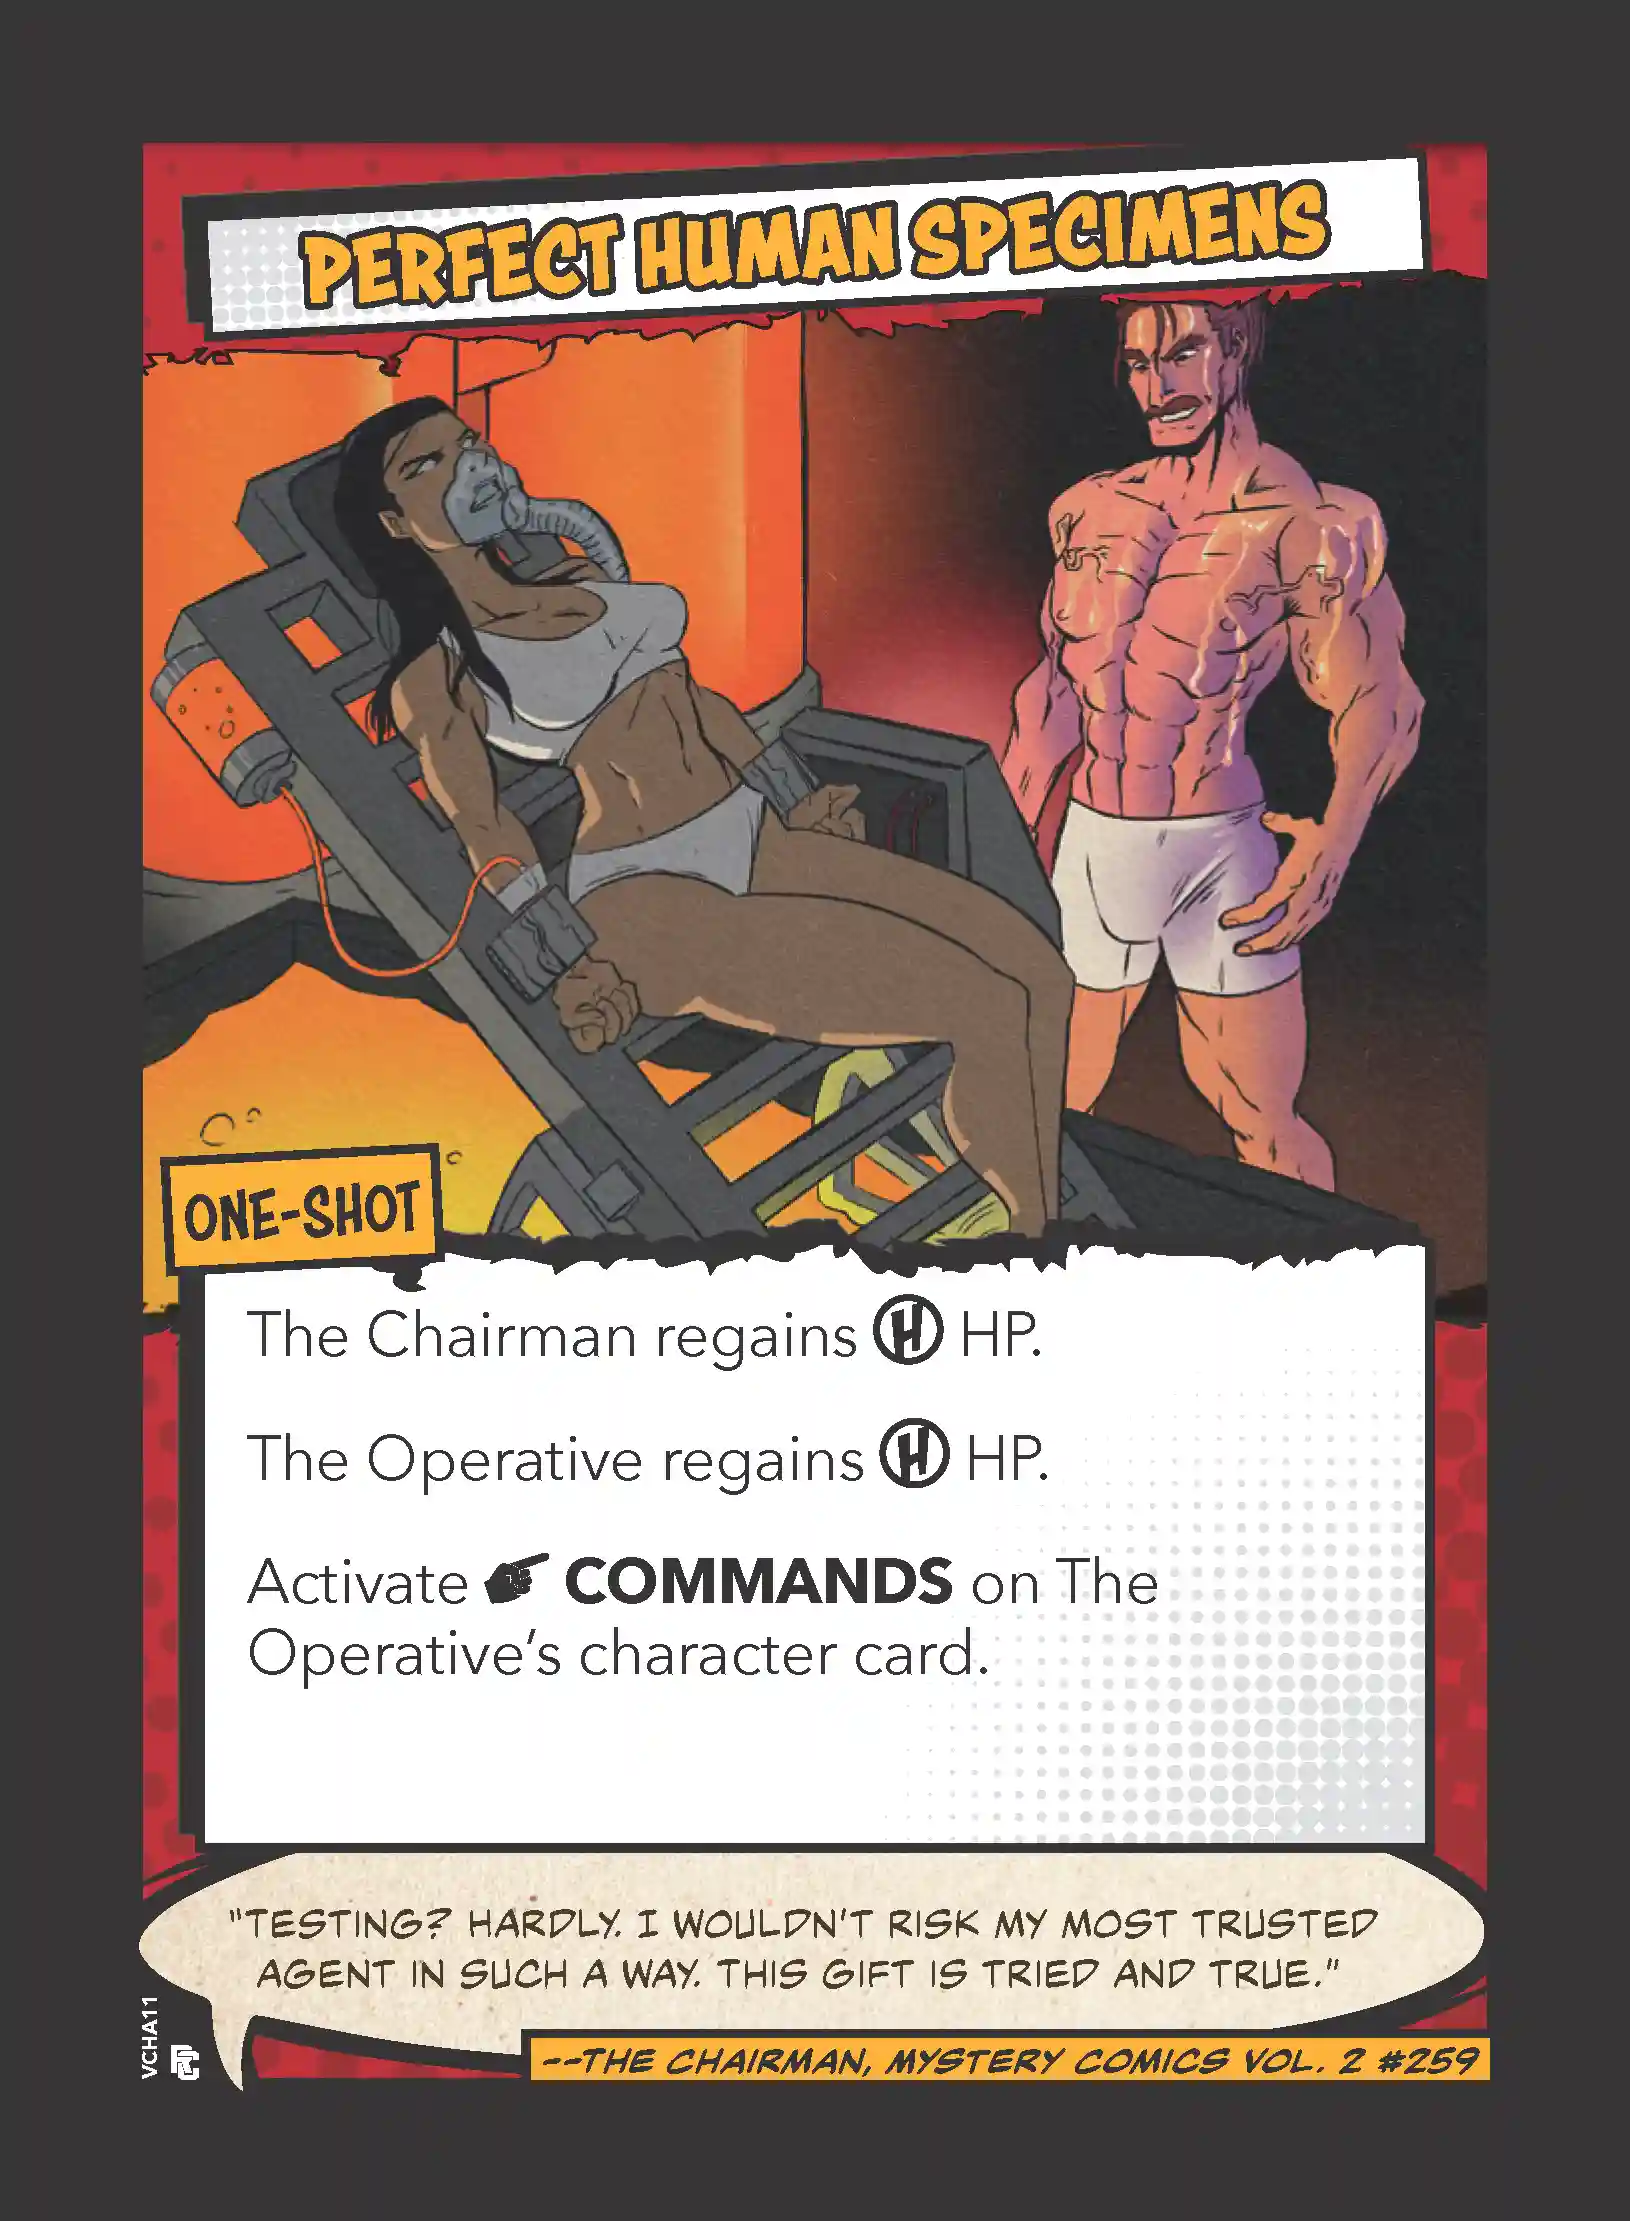 PERFECT HUMAN SPECIMENS
ONE-SHOT
The Chairman regains H HP.
The Operative regains H HP.
Activate COMMANDS on The
Operative's character card.
"TESTING? HARDLY. I WOULDN'T RISK MY MOST TRUSTED
AGENT IN SUCH A WAY. THIS GIFT IS TRIED AND TRUE."
--THE CHAIRMAN, MYSTERY COMICS VOL. 2 #259
VCHA11